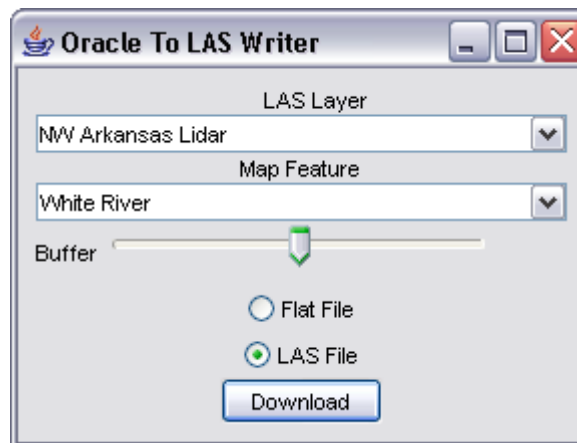 Oracle To LAS Writer
LAS Layer
NW Arkansas Lidar
Map Feature
White River
Buffer
Flat File
LAS File
Download